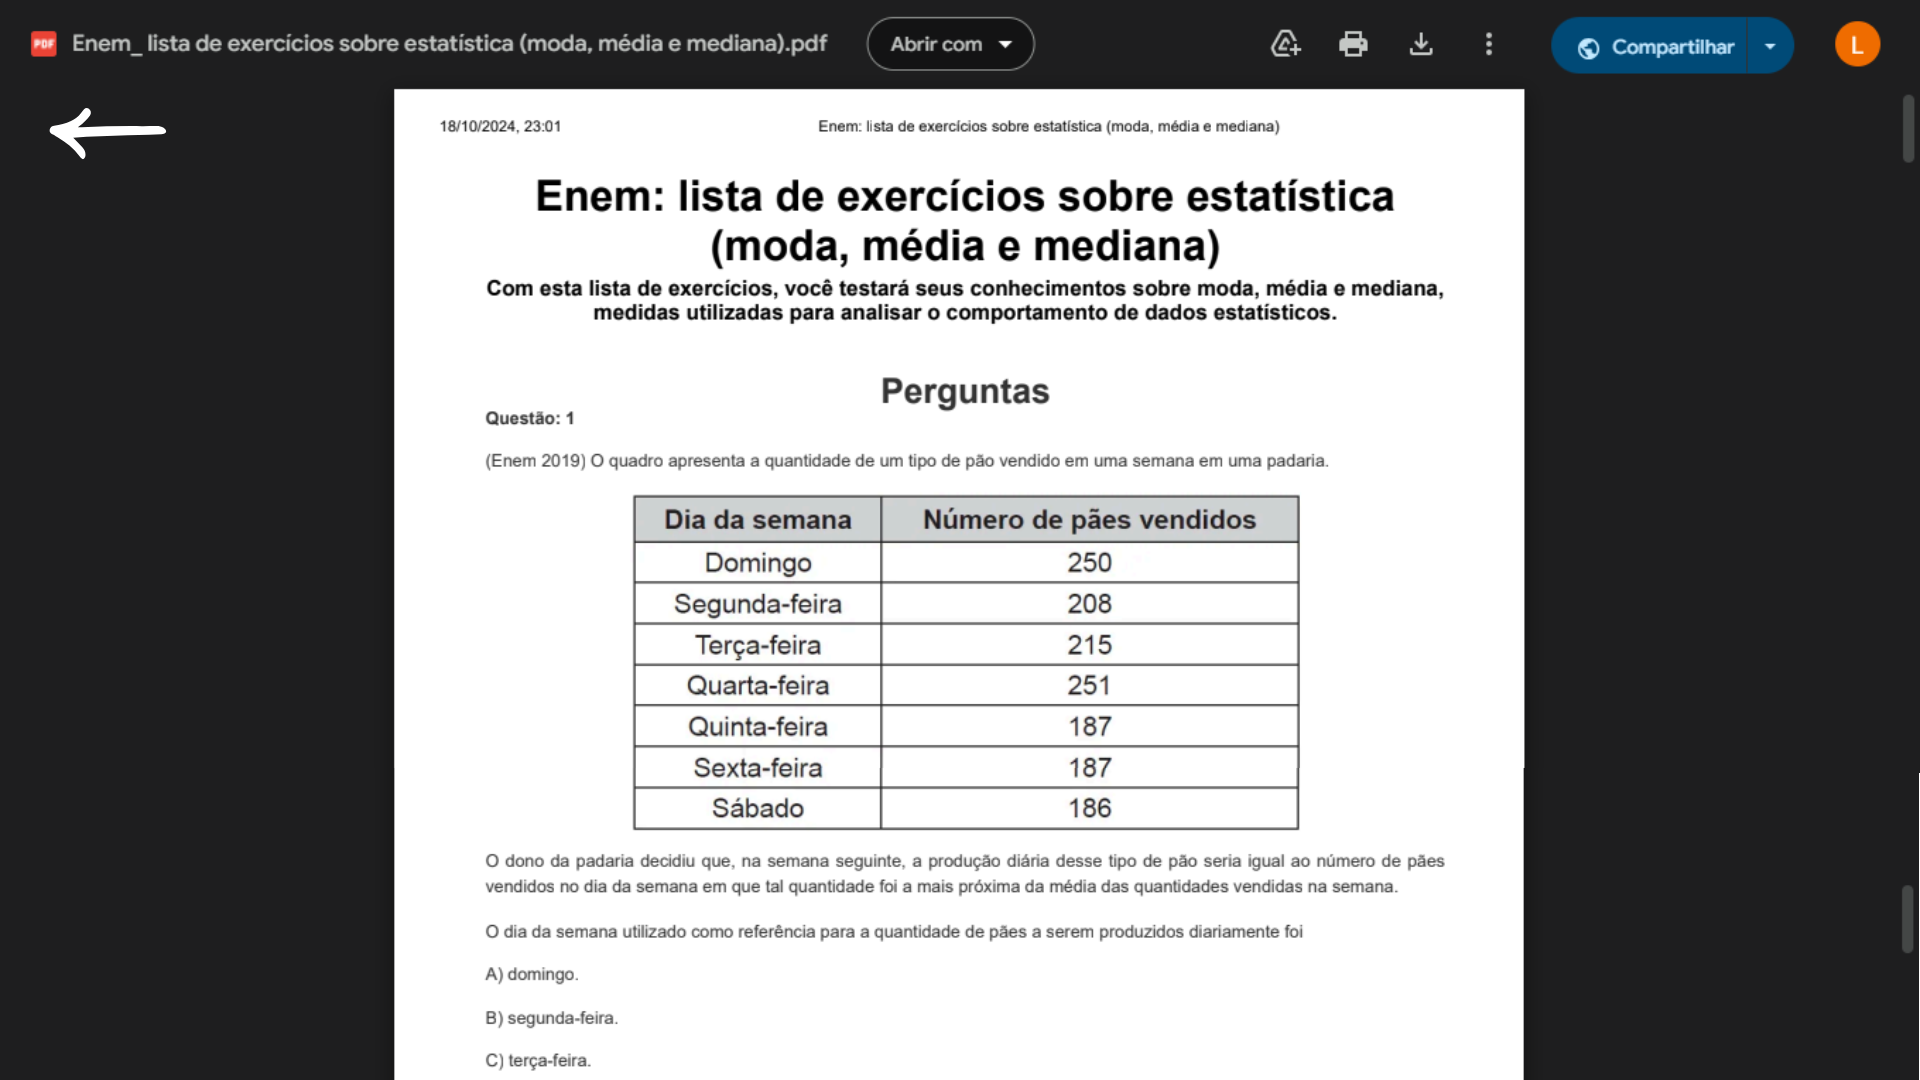 PDF Enem_ lista de exercícios sobre estatística (moda, média e mediana).pdf Abrir com Compartilhar L
18/10/2024, 23:01 Enem: lista de exercícios sobre estatística (moda, média e mediana)
Enem: lista de exercícios sobre estatística
(moda, média e mediana)
Com esta lista de exercícios, você testará seus conhecimentos sobre moda, média e mediana,
medidas utilizadas para analisar o comportamento de dados estatísticos.
Perguntas
Questão: 1
(Enem 2019) O quadro apresenta a quantidade de um tipo de pão vendido em uma semana em uma padaria.
Dia da semana Número de pães vendidos
Domingo 250
Segunda-feira 208
Terça-feira 215
Quarta-feira 251
Quinta-feira 187
Sexta-feira 187
Sábado 186
O dono da padaria decidiu que, na semana seguinte, a produção diária desse tipo de pão seria igual ao número de pães
vendidos no dia da semana em que tal quantidade foi a mais próxima da média das quantidades vendidas na semana.
O dia da semana utilizado como referência para a quantidade de pães a serem produzidos diariamente foi
A) domingo.
B) segunda-feira.
C) terça-feira.